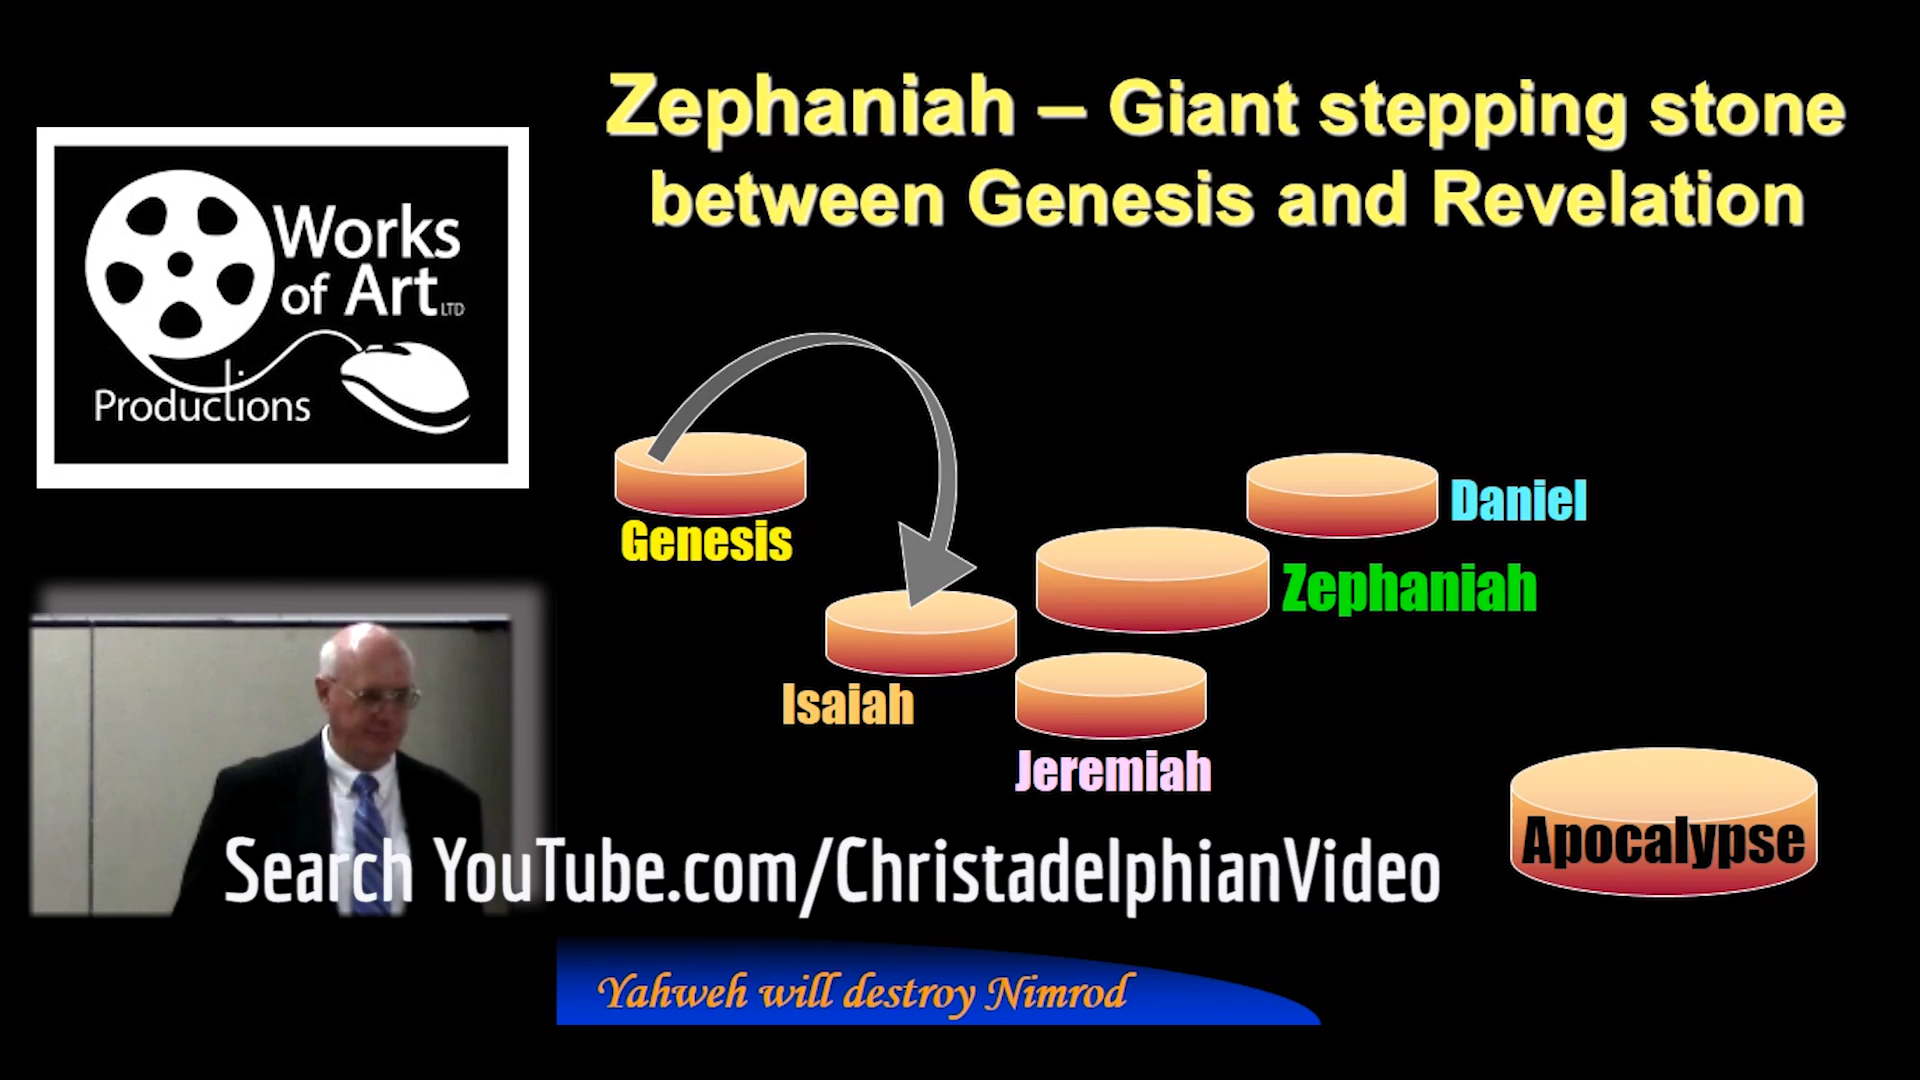 Zephaniah – Giant stepping stone
between Genesis and Revelation
Works
of Art LTD
Productions
Genesis
Daniel
Zephaniah
Isaiah
Jeremiah
Apocalypse
Search YouTube.com/ChristadelphianVideo
Yahweh will destroy Nimrod